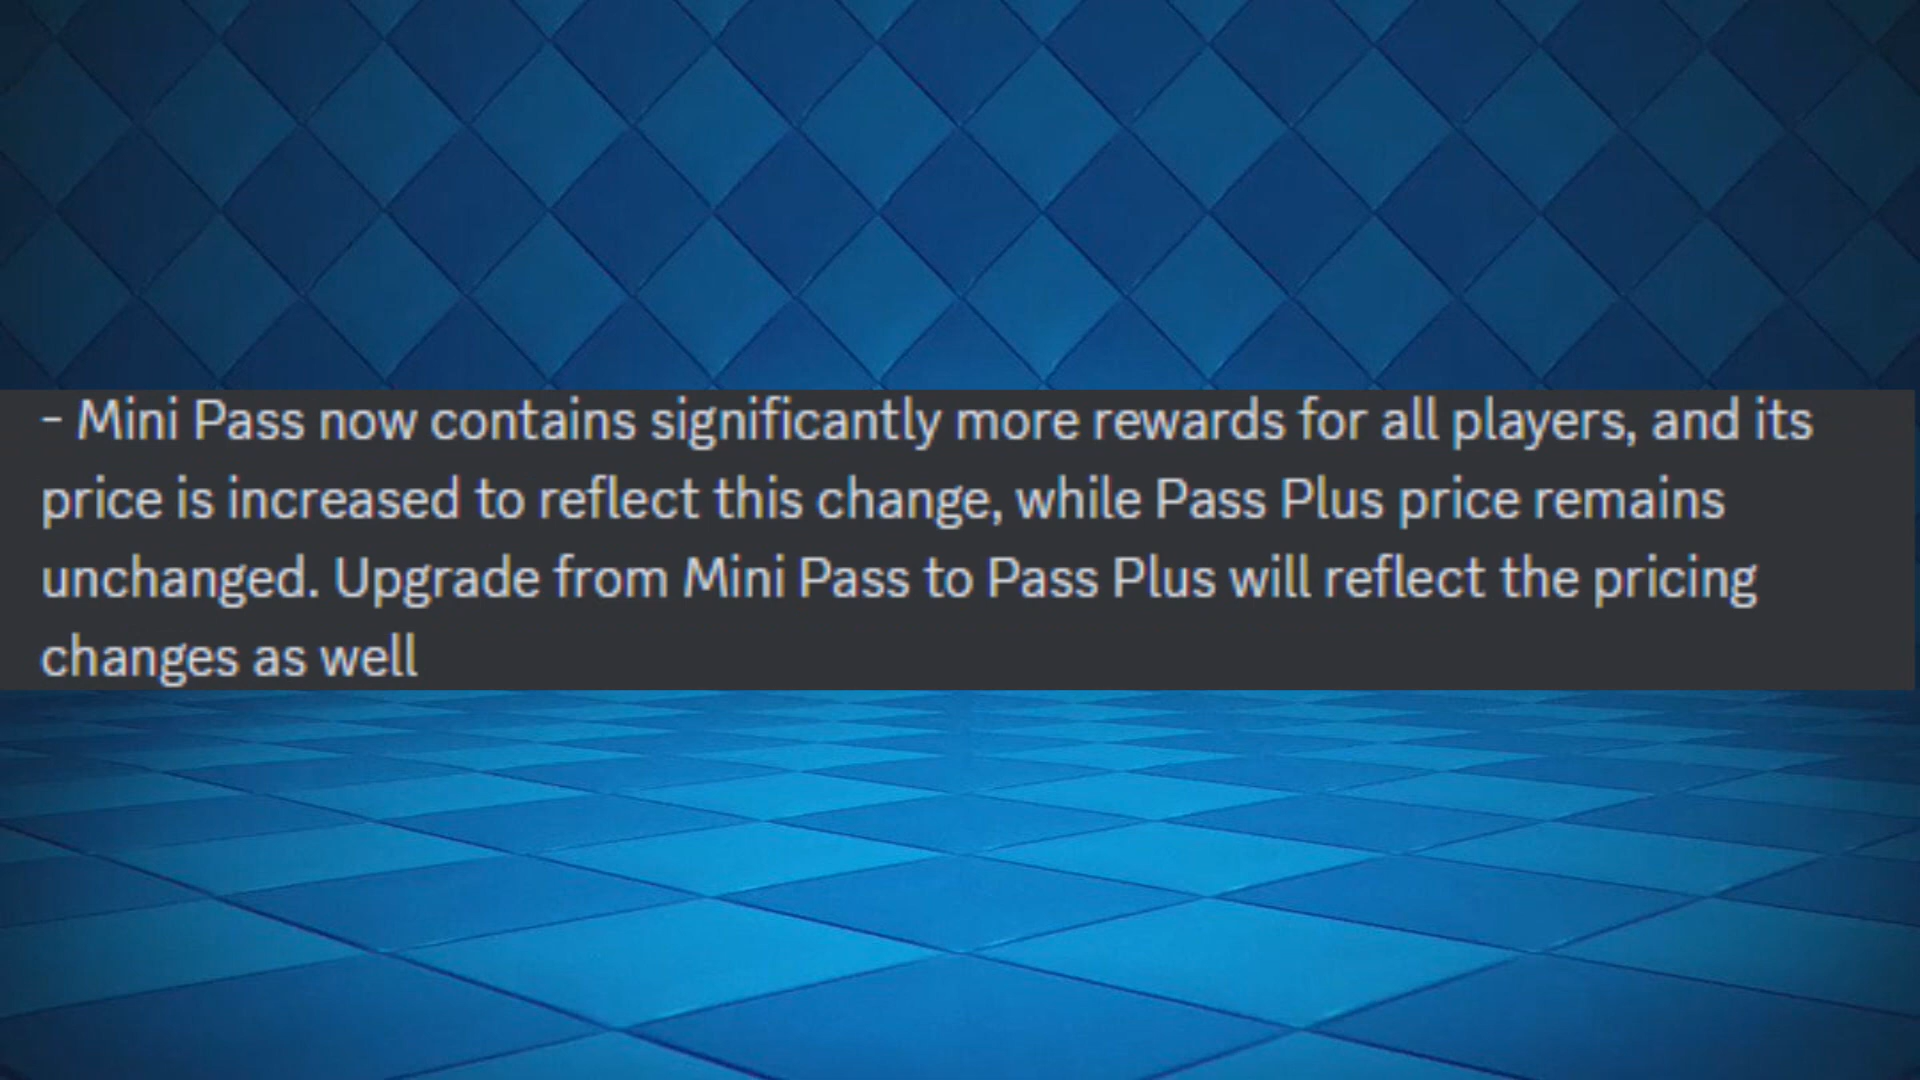 - Mini Pass now contains significantly more rewards for all players, and its
price is increased to reflect this change, while Pass Plus price remains
unchanged. Upgrade from Mini Pass to Pass Plus will reflect the pricing
changes as well